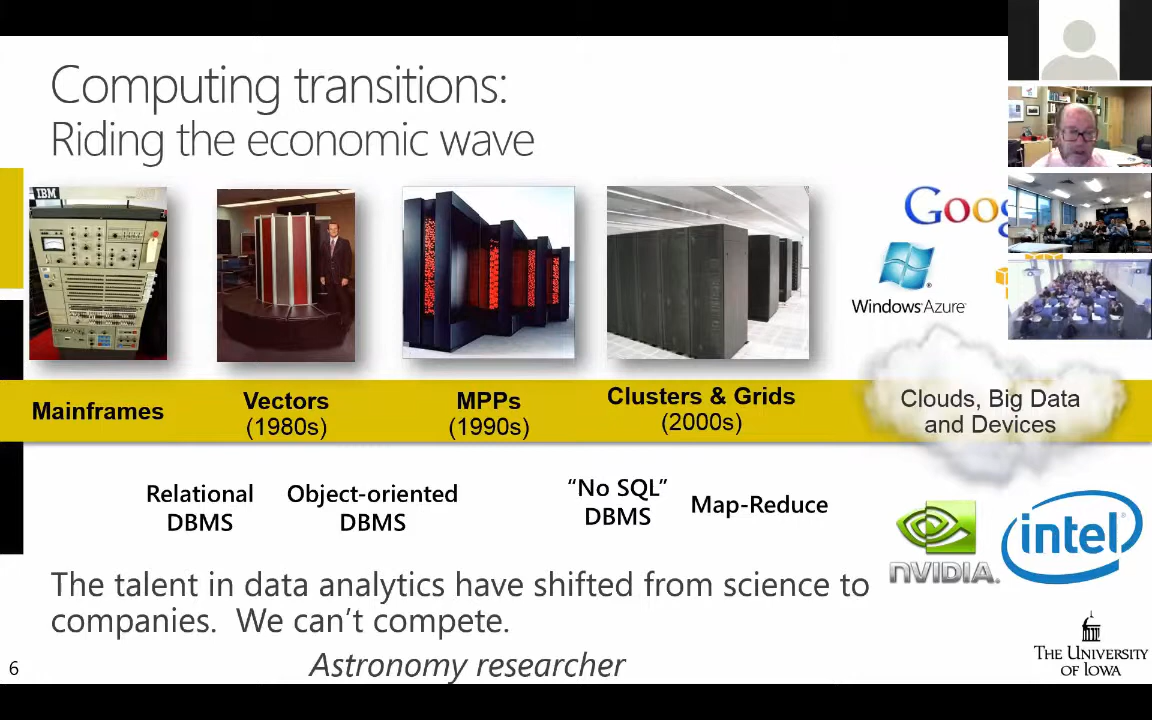 Computing transitions:
Riding the economic wave
IBM
Goo
Windows Azure
Mainframes
Vectors
(1980s)
MPPs
(1990s)
Clusters & Grids
(2000s)
Clouds, Big Data
and Devices
Relational
DBMS
Object-oriented
DBMS
“No SQL”
DBMS
Map-Reduce
nVIDIA.
intel
The talent in data analytics have shifted from science to
companies. We can’t compete.
Astronomy researcher
6
THE UNIVERSITY
OF IOWA